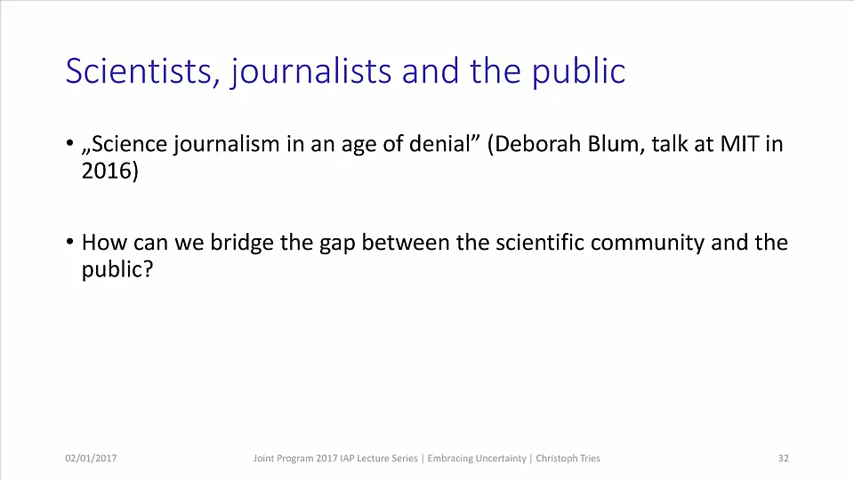 Scientists, journalists and the public
• „Science journalism in an age of denial” (Deborah Blum, talk at MIT in
2016)
• How can we bridge the gap between the scientific community and the
public?
02/01/2017 Joint Program 2017 IAP Lecture Series | Embracing Uncertainty | Christoph Tries 32